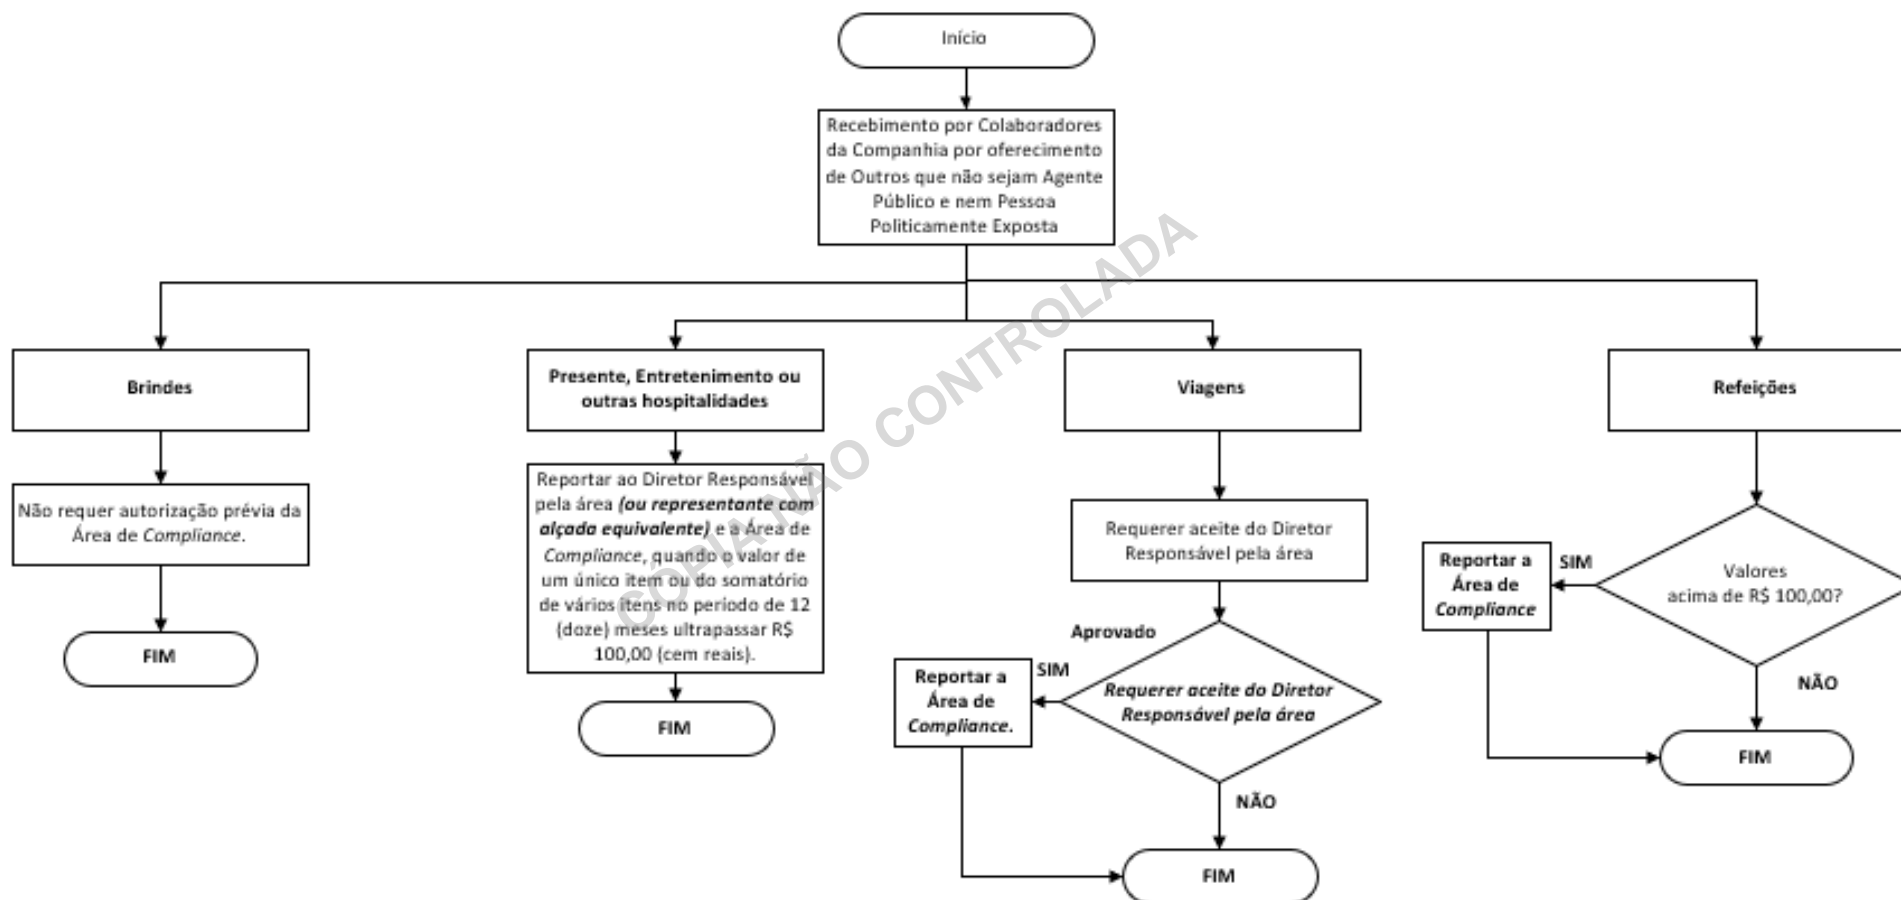 Início
Recebimento por Colaboradores
da Companhia por oferecimento
de Outros que não sejam Agente
Público e nem Pessoa
Politicamente Exposta
Brindes
Não requer autorização prévia da
Área de Compliance.
FIM
Presente, Entretenimento ou
outras hospitalidades
Reportar ao Diretor Responsável
pela área (ou representante com
alçada equivalente) e a Área de
Compliance, quando o valor de
um único item ou do somatório
de vários itens no período de 12
(doze) meses ultrapassar R$
100,00 (cem reais).
FIM
Viagens
Requerer aceite do Diretor
Responsável pela área
Aprovado
SIM
Requerer aceite do Diretor
Responsável pela área
Reportar a
Área de
Compliance.
NÃO
FIM
Refeições
Valores
acima de R$ 100,00?
SIM
Reportar a
Área de
Compliance
NÃO
FIM
CÓPIA NÃO CONTROLADA